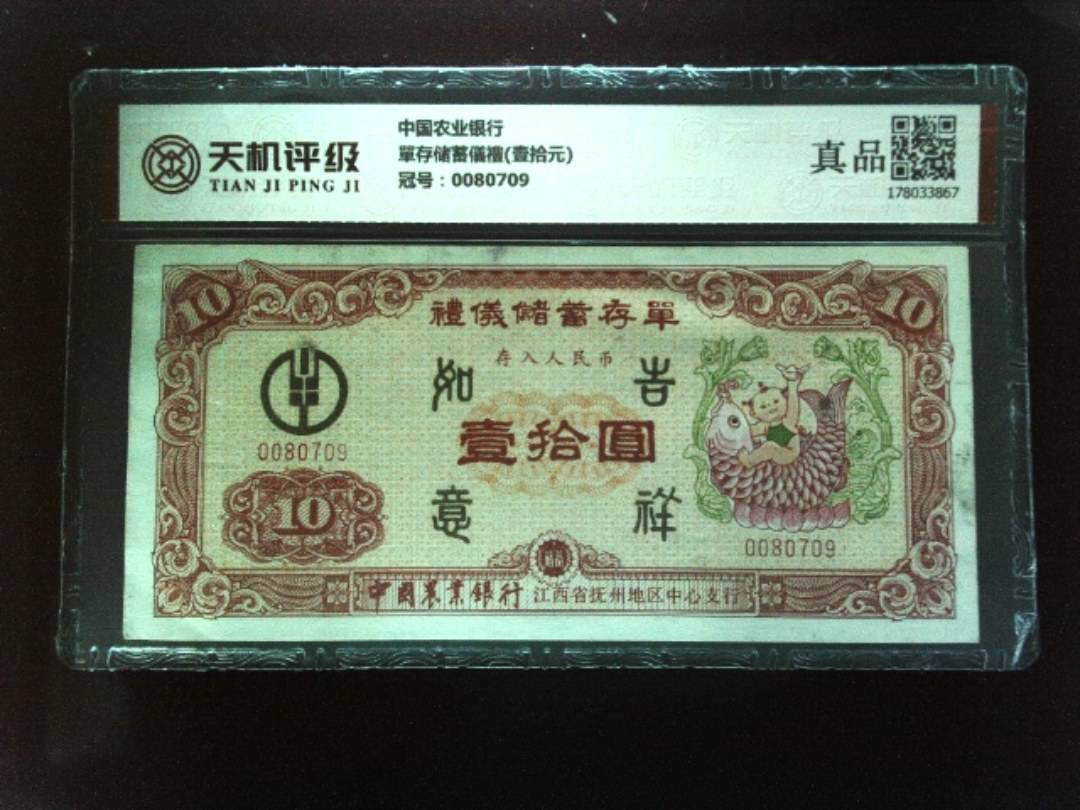 天机评级
TIAN JI PING JI
中国农业银行
單存储蓄儀禮(壹拾元)
冠号：0080709
真品
178033867
10
10
禮儀儲蓄存單
存入人民币
如 吉
壹拾圓
意 祥
0080709
10
0080709
中國農業銀行 江西省抚州地区中心支行